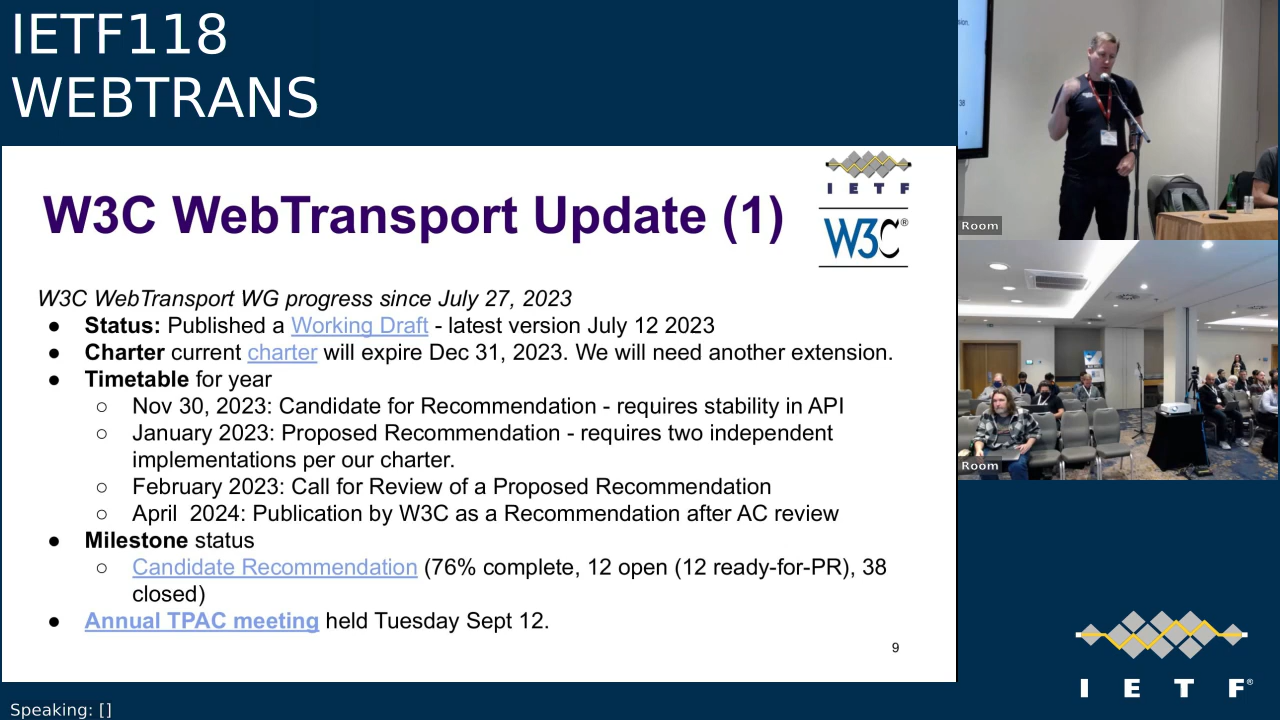 IETF118
WEBTRANS
I E T F
W3C®
W3C WebTransport Update (1)
W3C WebTransport WG progress since July 27, 2023
● Status: Published a Working Draft - latest version July 12 2023
● Charter current charter will expire Dec 31, 2023. We will need another extension.
● Timetable for year
○ Nov 30, 2023: Candidate for Recommendation - requires stability in API
○ January 2023: Proposed Recommendation - requires two independent
implementations per our charter.
○ February 2023: Call for Review of a Proposed Recommendation
○ April  2024: Publication by W3C as a Recommendation after AC review
● Milestone status
○ Candidate Recommendation (76% complete, 12 open (12 ready-for-PR), 38
closed)
● Annual TPAC meeting held Tuesday Sept 12.
9
38
Room
Room
I E T F®
Speaking: []